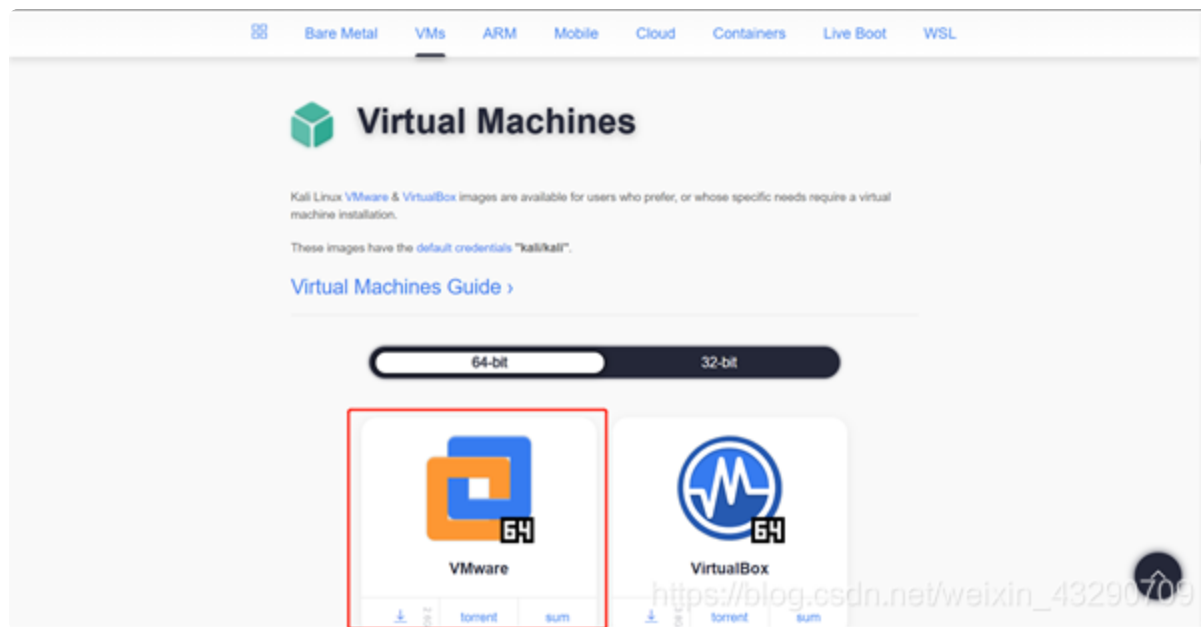 Bare Metal VMs ARM Mobile Cloud Containers Live Boot WSL
Virtual Machines
Kali Linux VMware & VirtualBox images are available for users who prefer, or whose specific needs require a virtual
machine installation.
These images have the default credentials "kali/kali".
Virtual Machines Guide ›
64-bit 32-bit
64 64
VMware VirtualBox
torrent sum torrent sum
https://blog.csdn.net/weixin_43290709